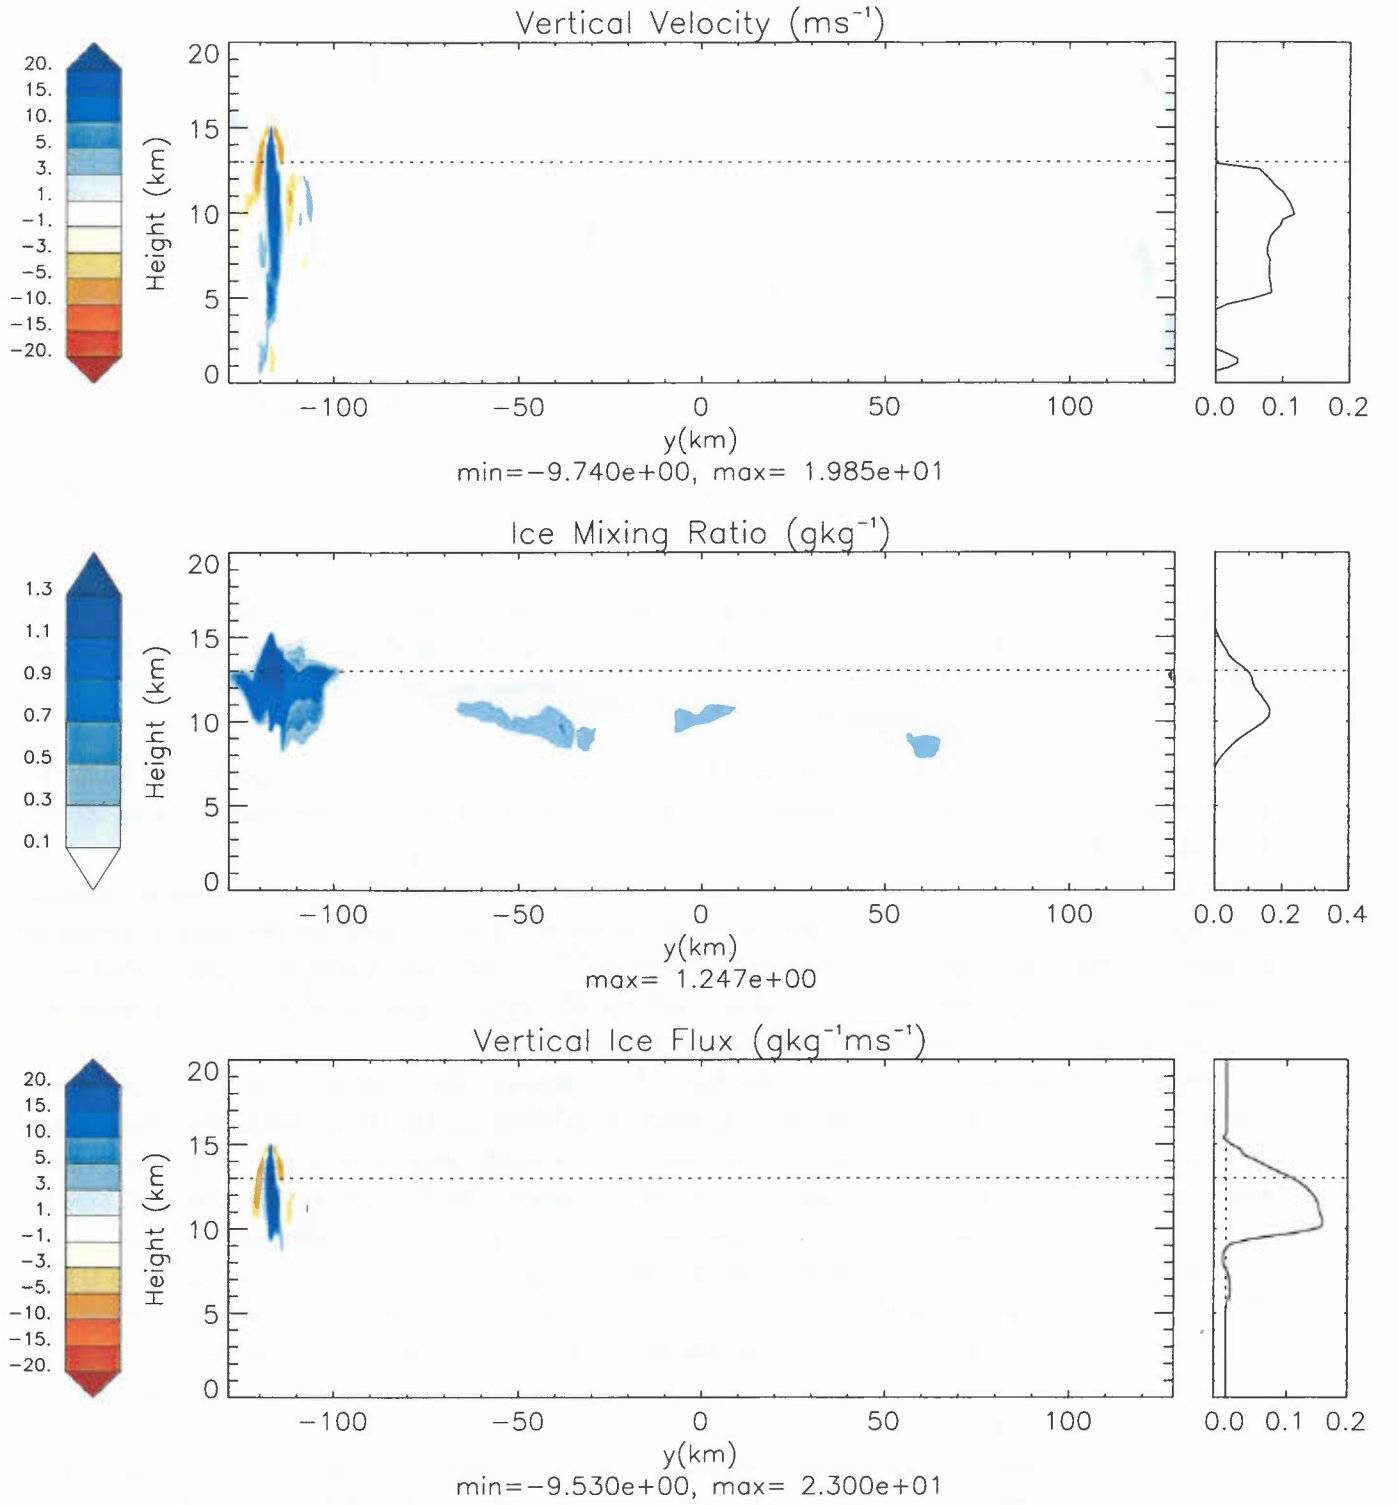 Vertical Velocity (ms⁻¹)
20.
15.
10.
5.
3.
1.
−1.
−3.
−5.
−10.
−15.
−20.
Height (km)
20
15
10
5
0
−100 −50 0 50 100
y(km)
min=−9.740e+00, max= 1.985e+01
0.0 0.1 0.2
Ice Mixing Ratio (gkg⁻¹)
1.3
1.1
0.9
0.7
0.5
0.3
0.1
Height (km)
20
15
10
5
0
−100 −50 0 50 100
y(km)
max= 1.247e+00
0.0 0.2 0.4
Vertical Ice Flux (gkg⁻¹ms⁻¹)
20.
15.
10.
5.
3.
1.
−1.
−3.
−5.
−10.
−15.
−20.
Height (km)
20
15
10
5
0
−100 −50 0 50 100
y(km)
min=−9.530e+00, max= 2.300e+01
0.0 0.1 0.2